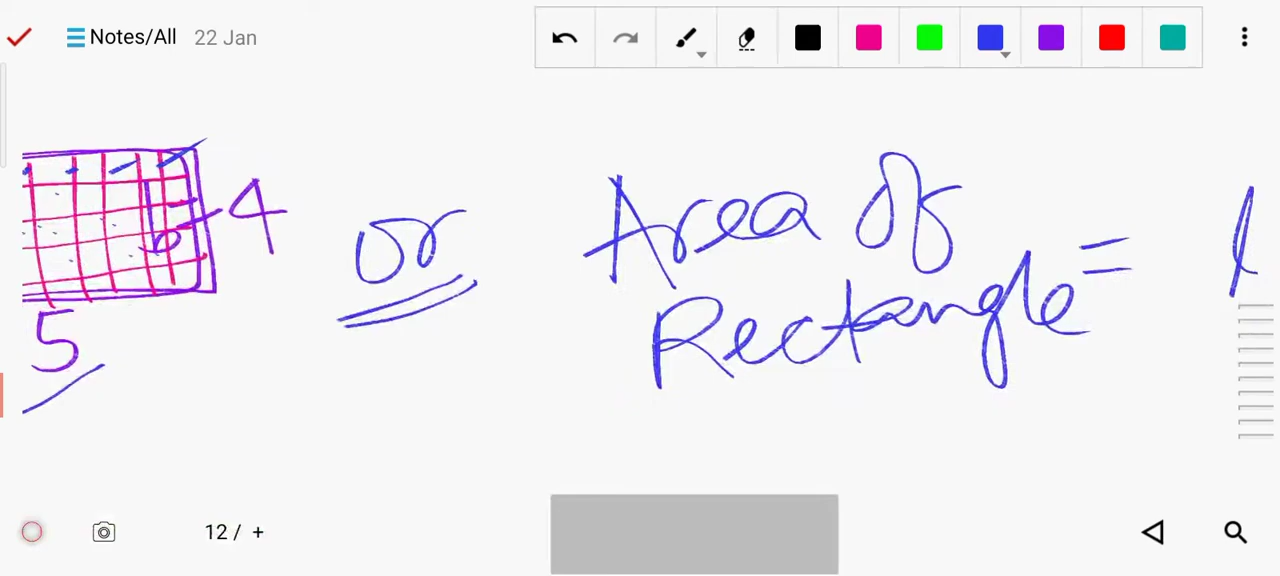 Notes/All 22 Jan
4
5
or
Area of
Rectangle = l
12 / +